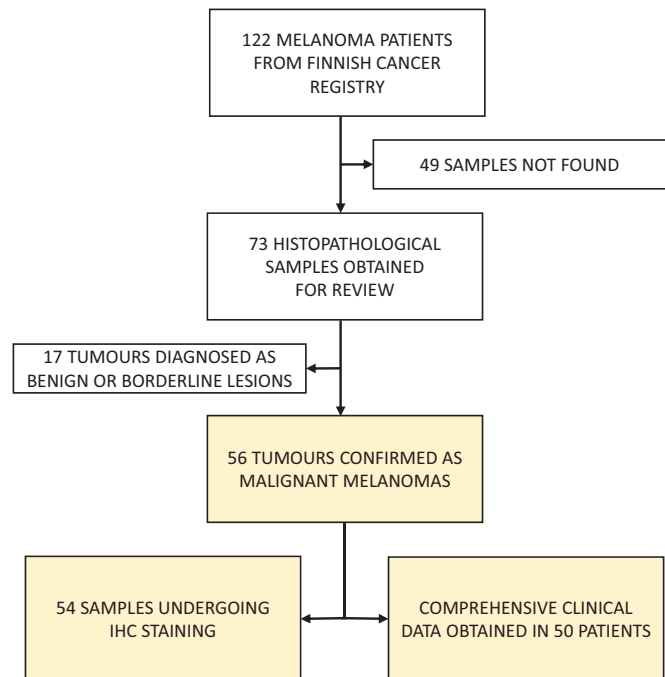 122 MELANOMA PATIENTS
FROM FINNISH CANCER
REGISTRY
49 SAMPLES NOT FOUND
73 HISTOPATHOLOGICAL
SAMPLES OBTAINED
FOR REVIEW
17 TUMOURS DIAGNOSED AS
BENIGN OR BORDERLINE LESIONS
56 TUMOURS CONFIRMED AS
MALIGNANT MELANOMAS
54 SAMPLES UNDERGOING
IHC STAINING
COMPREHENSIVE CLINICAL
DATA OBTAINED IN 50 PATIENTS